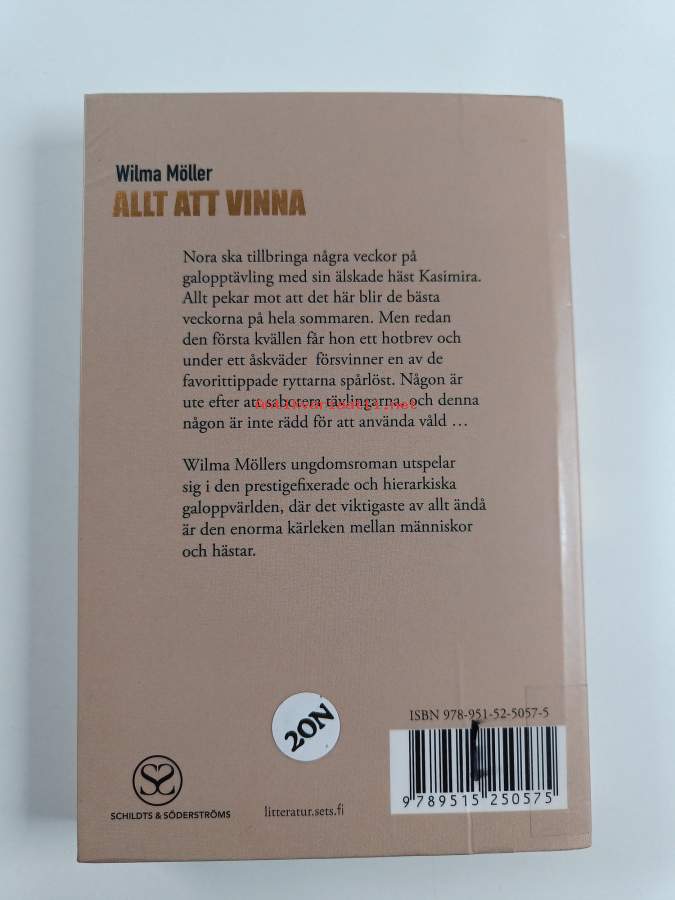 Wilma Möller
ALLT ATT VINNA
Nora ska tillbringa några veckor på
galopptävling med sin älskade häst Kasimira.
Allt pekar mot att det här blir de bästa
veckorna på hela sommaren. Men redan
den första kvällen får hon ett hotbrev och
under ett åskväder försvinner en av de
favorittippade ryttarna spårlöst. Någon är
ute efter att sabotera tävlingarna, och denna
någon är inte rädd för att använda våld …
Wilma Möllers ungdomsroman utspelar
sig i den prestigefixerade och hierarkiska
galoppvärlden, där det viktigaste av allt ändå
är den enorma kärleken mellan människor
och hästar.
ISBN 978-951-52-5057-5
20N
9 789515 250575
SCHILDTS & SÖDERSTRÖMS
litteratur.sets.fi